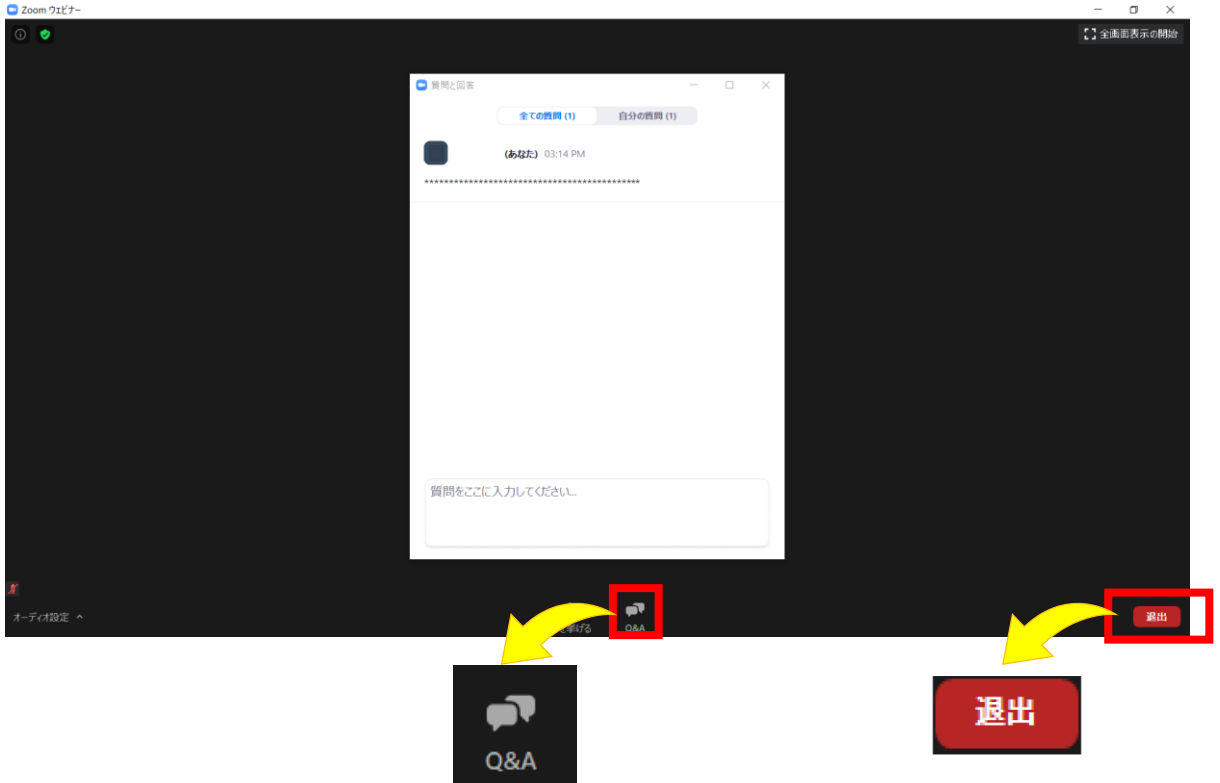 Zoom ウェビナー
全画面表示の開始
質問と回答
全ての質問 (1) 自分の質問 (1)
(あなた) 03:14 PM
********************************************
質問をここに入力してください...
オーディオ設定
挙げる
Q&A
退出
Q&A
退出